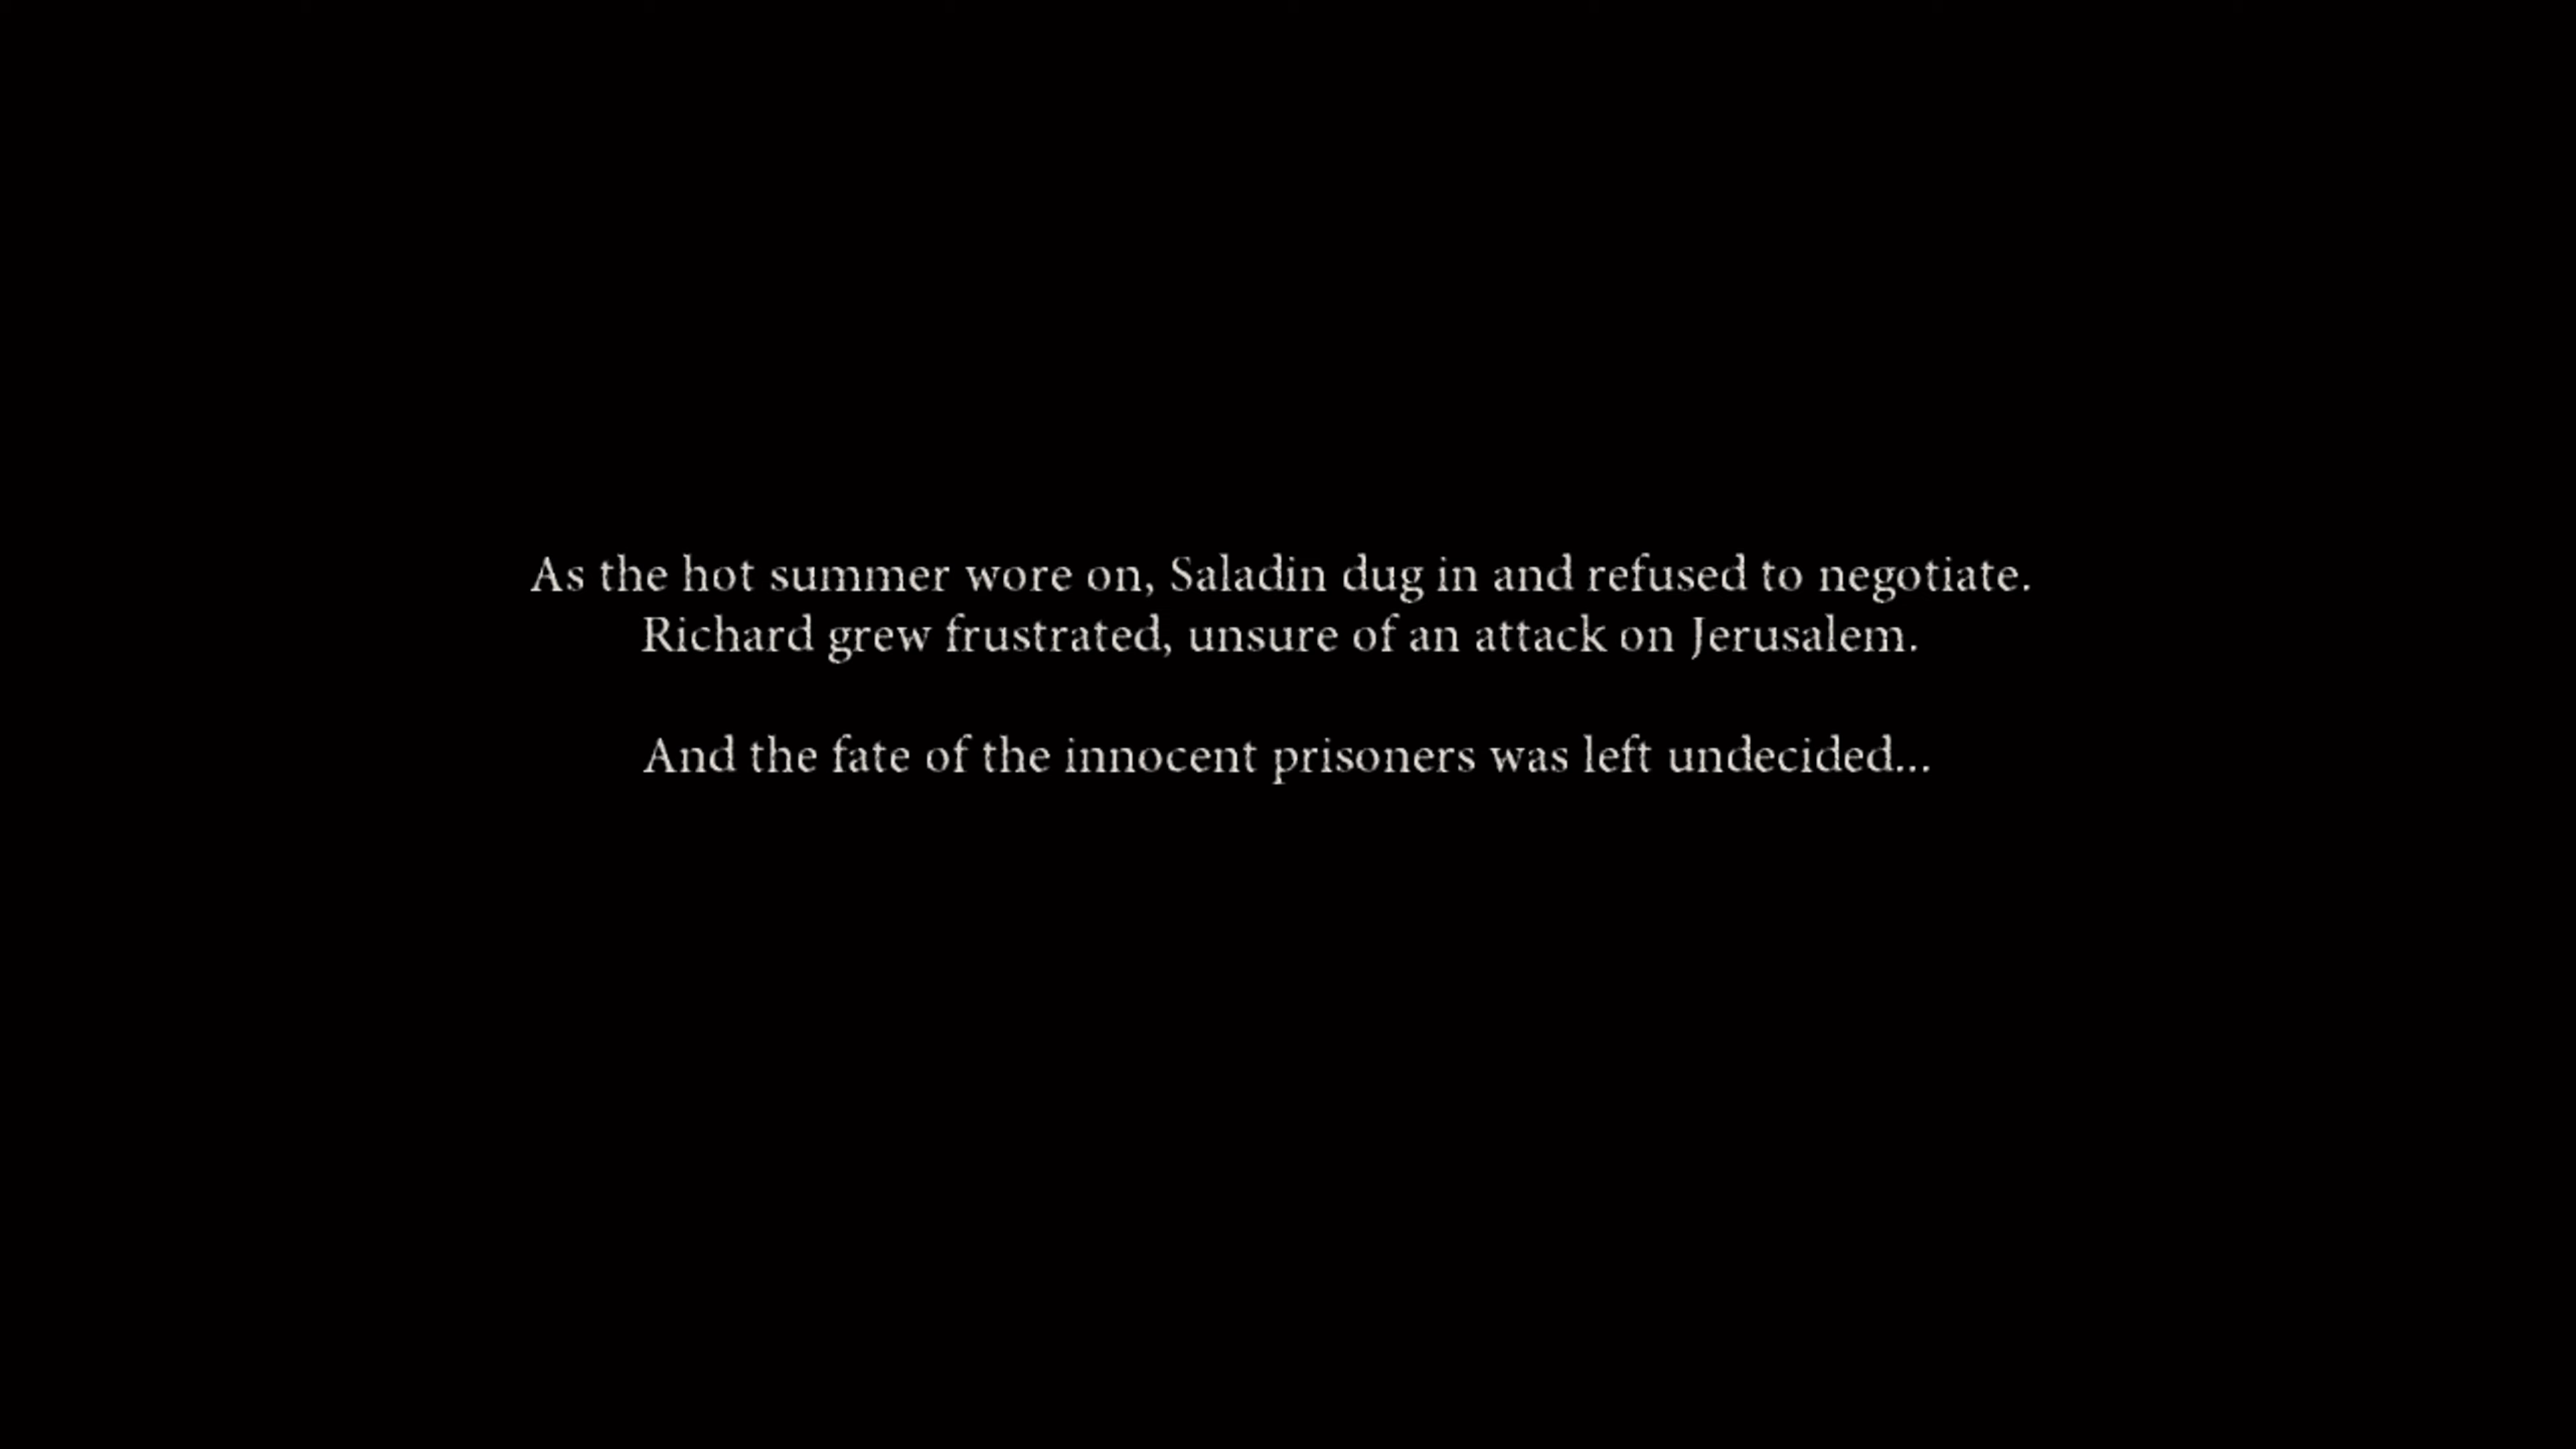 As the hot summer wore on, Saladin dug in and refused to negotiate.
Richard grew frustrated, unsure of an attack on Jerusalem.
And the fate of the innocent prisoners was left undecided...